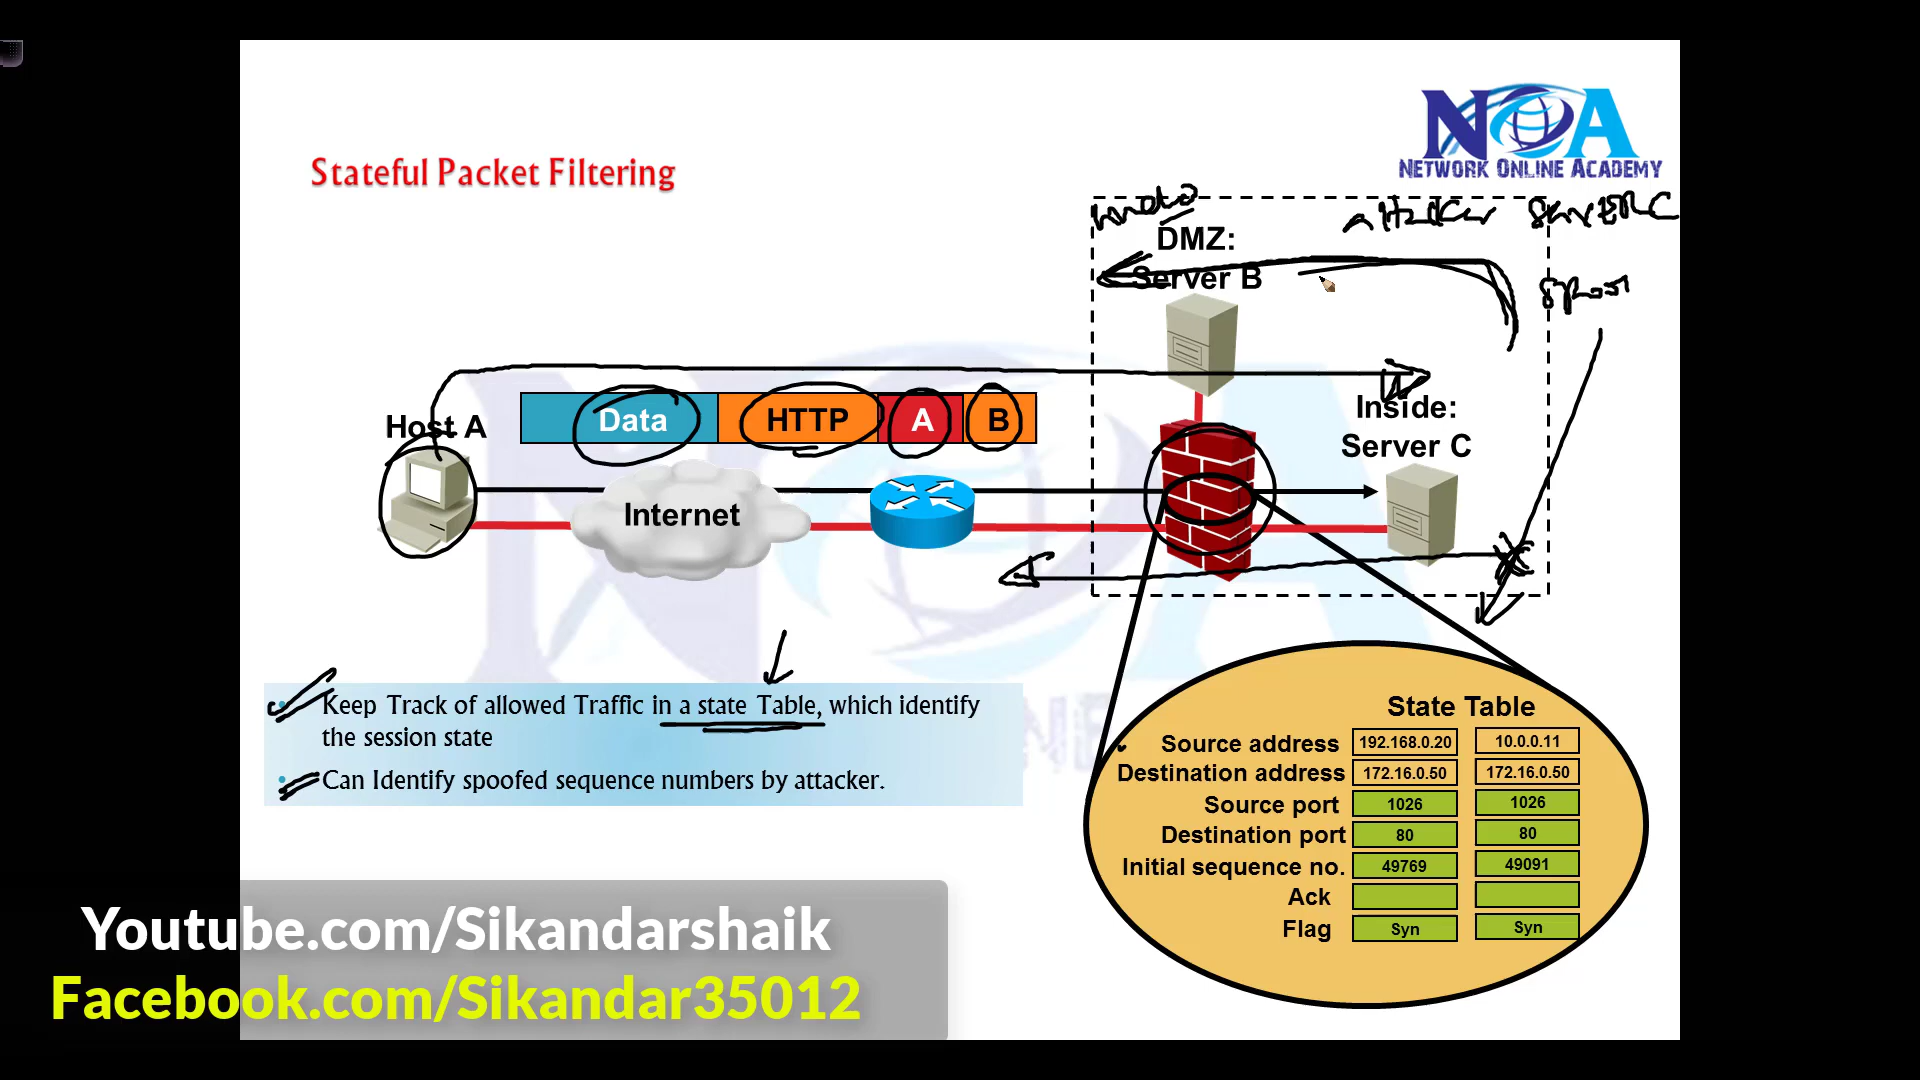 NOA
NETWORK ONLINE ACADEMY
Stateful Packet Filtering
attacker SERVER C
DMZ:
Server B
Spoof
Host A
Data HTTP A B
Inside:
Server C
Internet
Keep Track of allowed Traffic in a state Table, which identify
the session state
Can Identify spoofed sequence numbers by attacker.
State Table
Source address 192.168.0.20 10.0.0.11
Destination address 172.16.0.50 172.16.0.50
Source port 1026 1026
Destination port 80 80
Initial sequence no. 49769 49091
Ack
Flag Syn Syn
Youtube.com/Sikandarshaik
Facebook.com/Sikandar35012